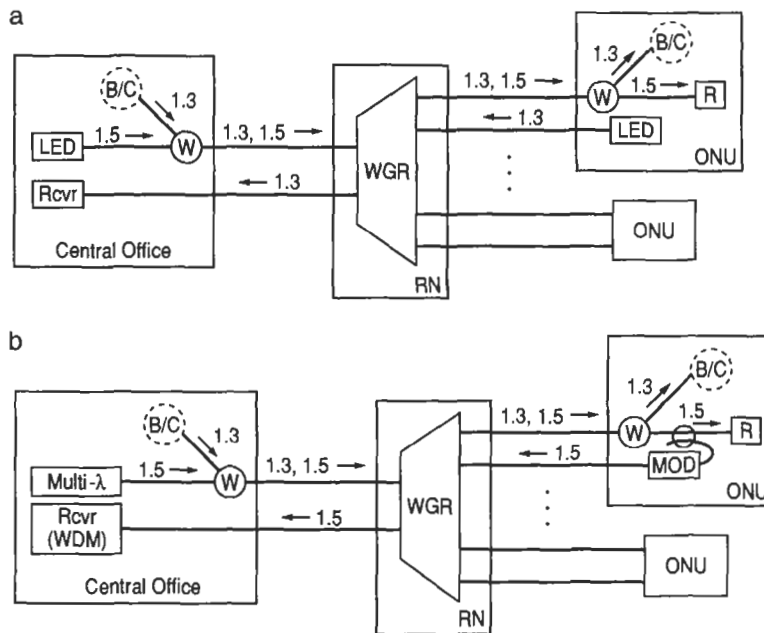 a
B/C
1.3
1.5 →
LED
W
1.3, 1.5 →
Rcvr
← 1.3
Central Office
WGR
RN
1.3, 1.5 →
← 1.3
B/C
1.3
W
1.5 →
R
LED
ONU
ONU
b
B/C
1.3
1.5 →
Multi-λ
W
1.3, 1.5 →
Rcvr
(WDM)
← 1.5
Central Office
WGR
RN
1.3, 1.5 →
← 1.5
B/C
1.3
W
1.5
R
MOD
ONU
ONU